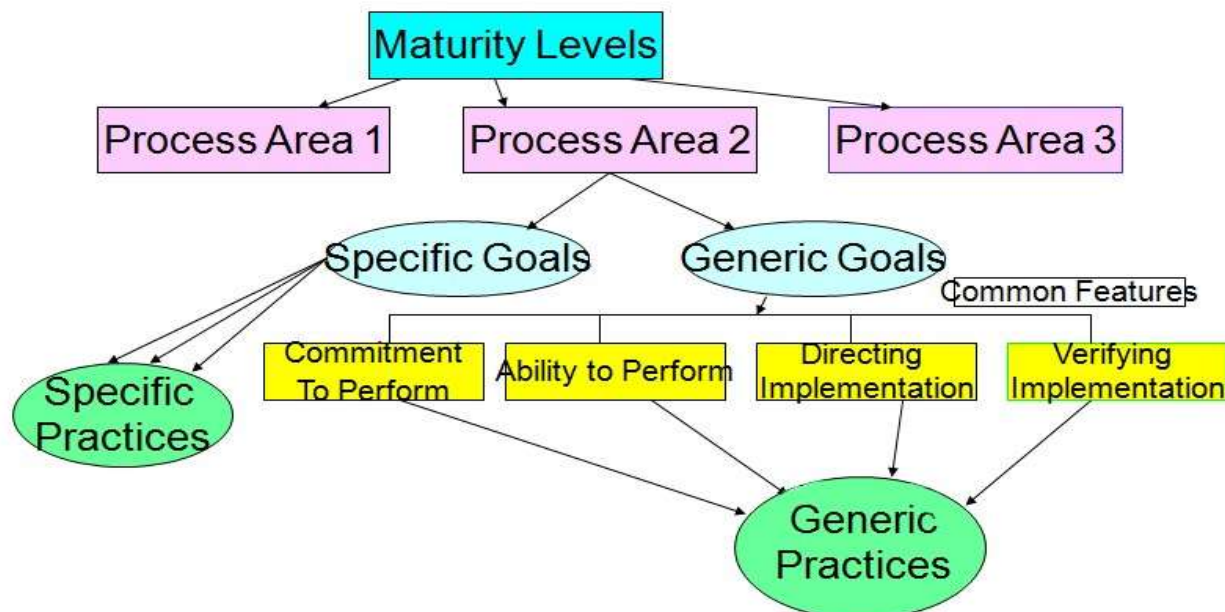 Maturity Levels
Process Area 1
Process Area 2
Process Area 3
Specific Goals
Generic Goals
Common Features
Commitment
To Perform
Ability to Perform
Directing
Implementation
Verifying
Implementation
Specific
Practices
Generic
Practices